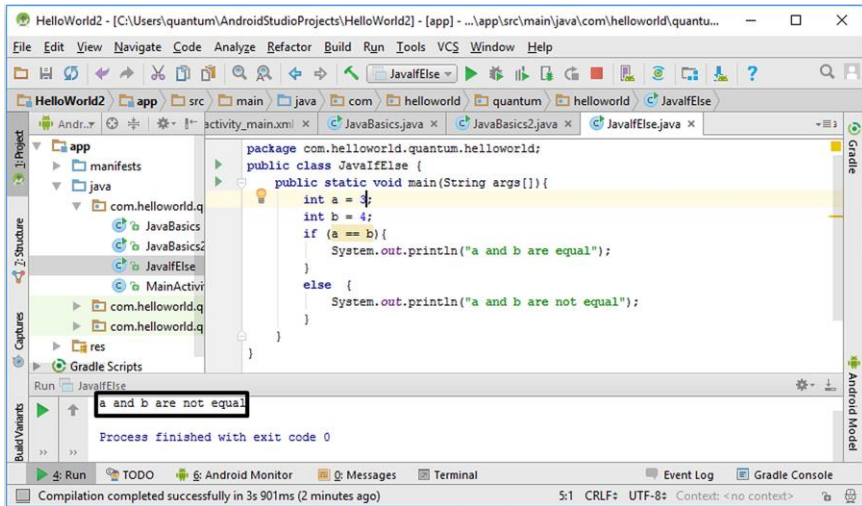 HelloWorld2 - [C:\Users\quantum\AndroidStudioProjects\HelloWorld2] - [app] - ...\app\src\main\java\com\helloworld\quantu...
File Edit View Navigate Code Analyze Refactor Build Run Tools VCS Window Help
JavaIfElse
HelloWorld2 app src main java com helloworld quantum helloworld JavaIfElse
Andr.. activity_main.xml JavaBasics.java JavaBasics2.java JavaIfElse.java
1: Project
2: Structure
Captures
Build Variants
app
manifests
java
com.helloworld.q
JavaBasics
JavaBasics2
JavaIfElse
MainActivi
com.helloworld.q
com.helloworld.q
res
Gradle Scripts
package com.helloworld.quantum.helloworld;
public class JavaIfElse {
public static void main(String args[]){
int a = 3;
int b = 4;
if (a == b){
System.out.println("a and b are equal");
}
else {
System.out.println("a and b are not equal");
}
}
}
Gradle
Android Model
Run JavaIfElse
a and b are not equal
Process finished with exit code 0
4: Run TODO 6: Android Monitor 0: Messages Terminal Event Log Gradle Console
Compilation completed successfully in 3s 901ms (2 minutes ago) 5:1 CRLF UTF-8 Context: <no context>